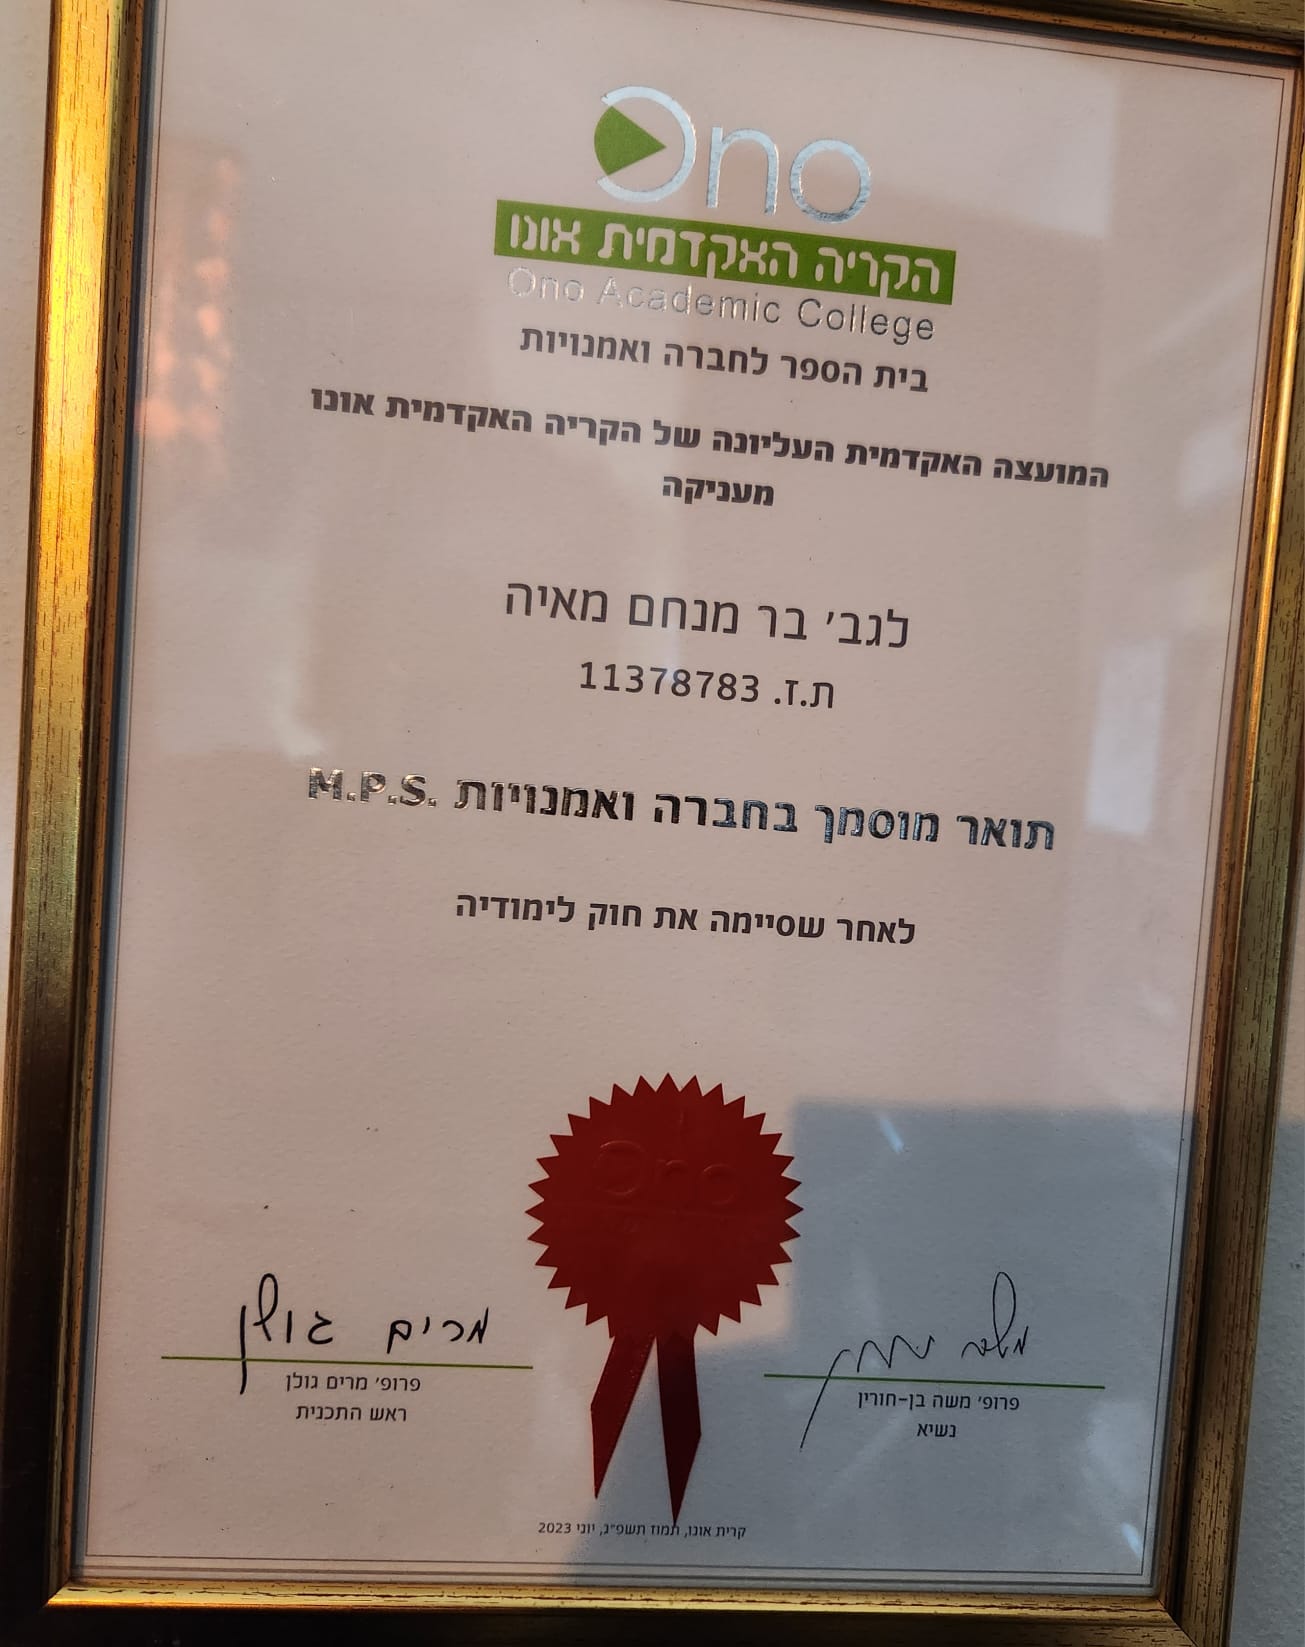 Ono
הקריה האקדמית אונו
Ono Academic College
בית הספר לחברה ואמנויות
המועצה האקדמית העליונה של הקריה האקדמית אונו
מעניקה
לגב' בר מנחם מאיה
ת.ז. 11378783
תואר מוסמך בחברה ואמנויות M.P.S.
לאחר שסיימה את חוק לימודיה
Ono
מרים גולן
פרופ' מרים גולן
ראש התכנית
משה
פרופ' משה בן-חורין
נשיא
קרית אונו, תמוז תשפ"ג, יוני 2023